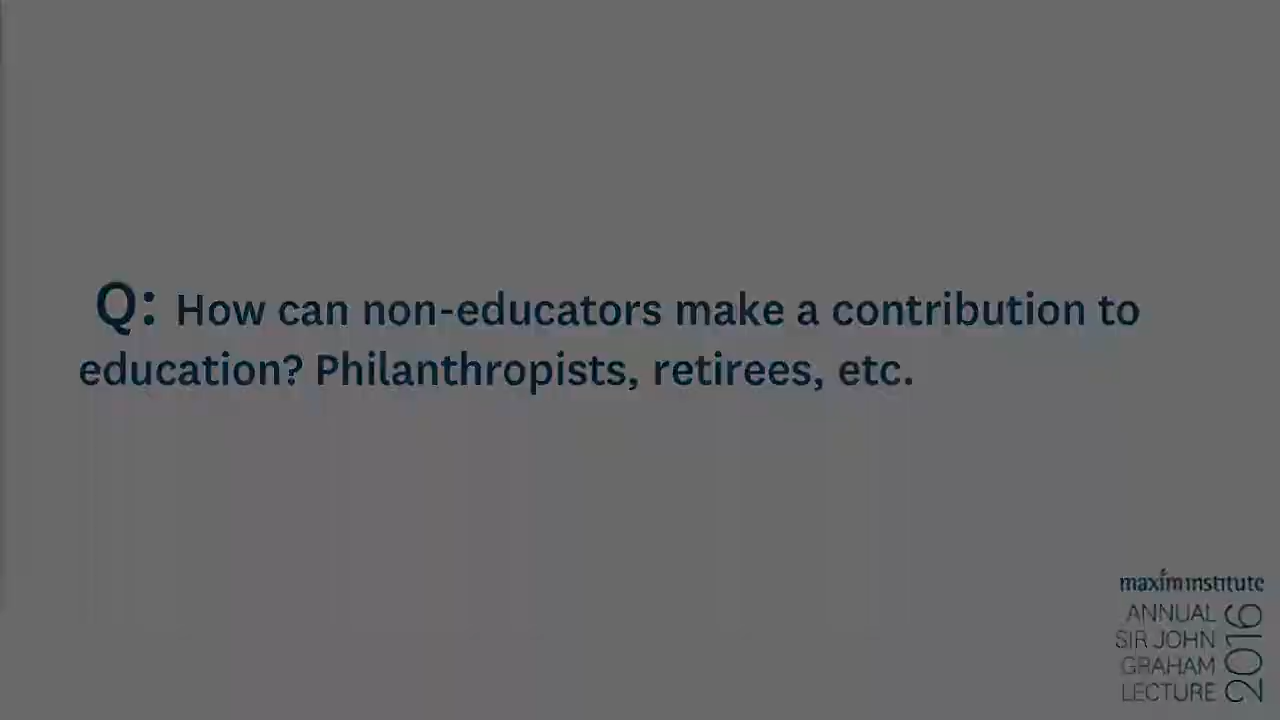 Q: How can non-educators make a contribution to
education? Philanthropists, retirees, etc.
maxim institute
ANNUAL
SIR JOHN
GRAHAM
LECTURE
2016